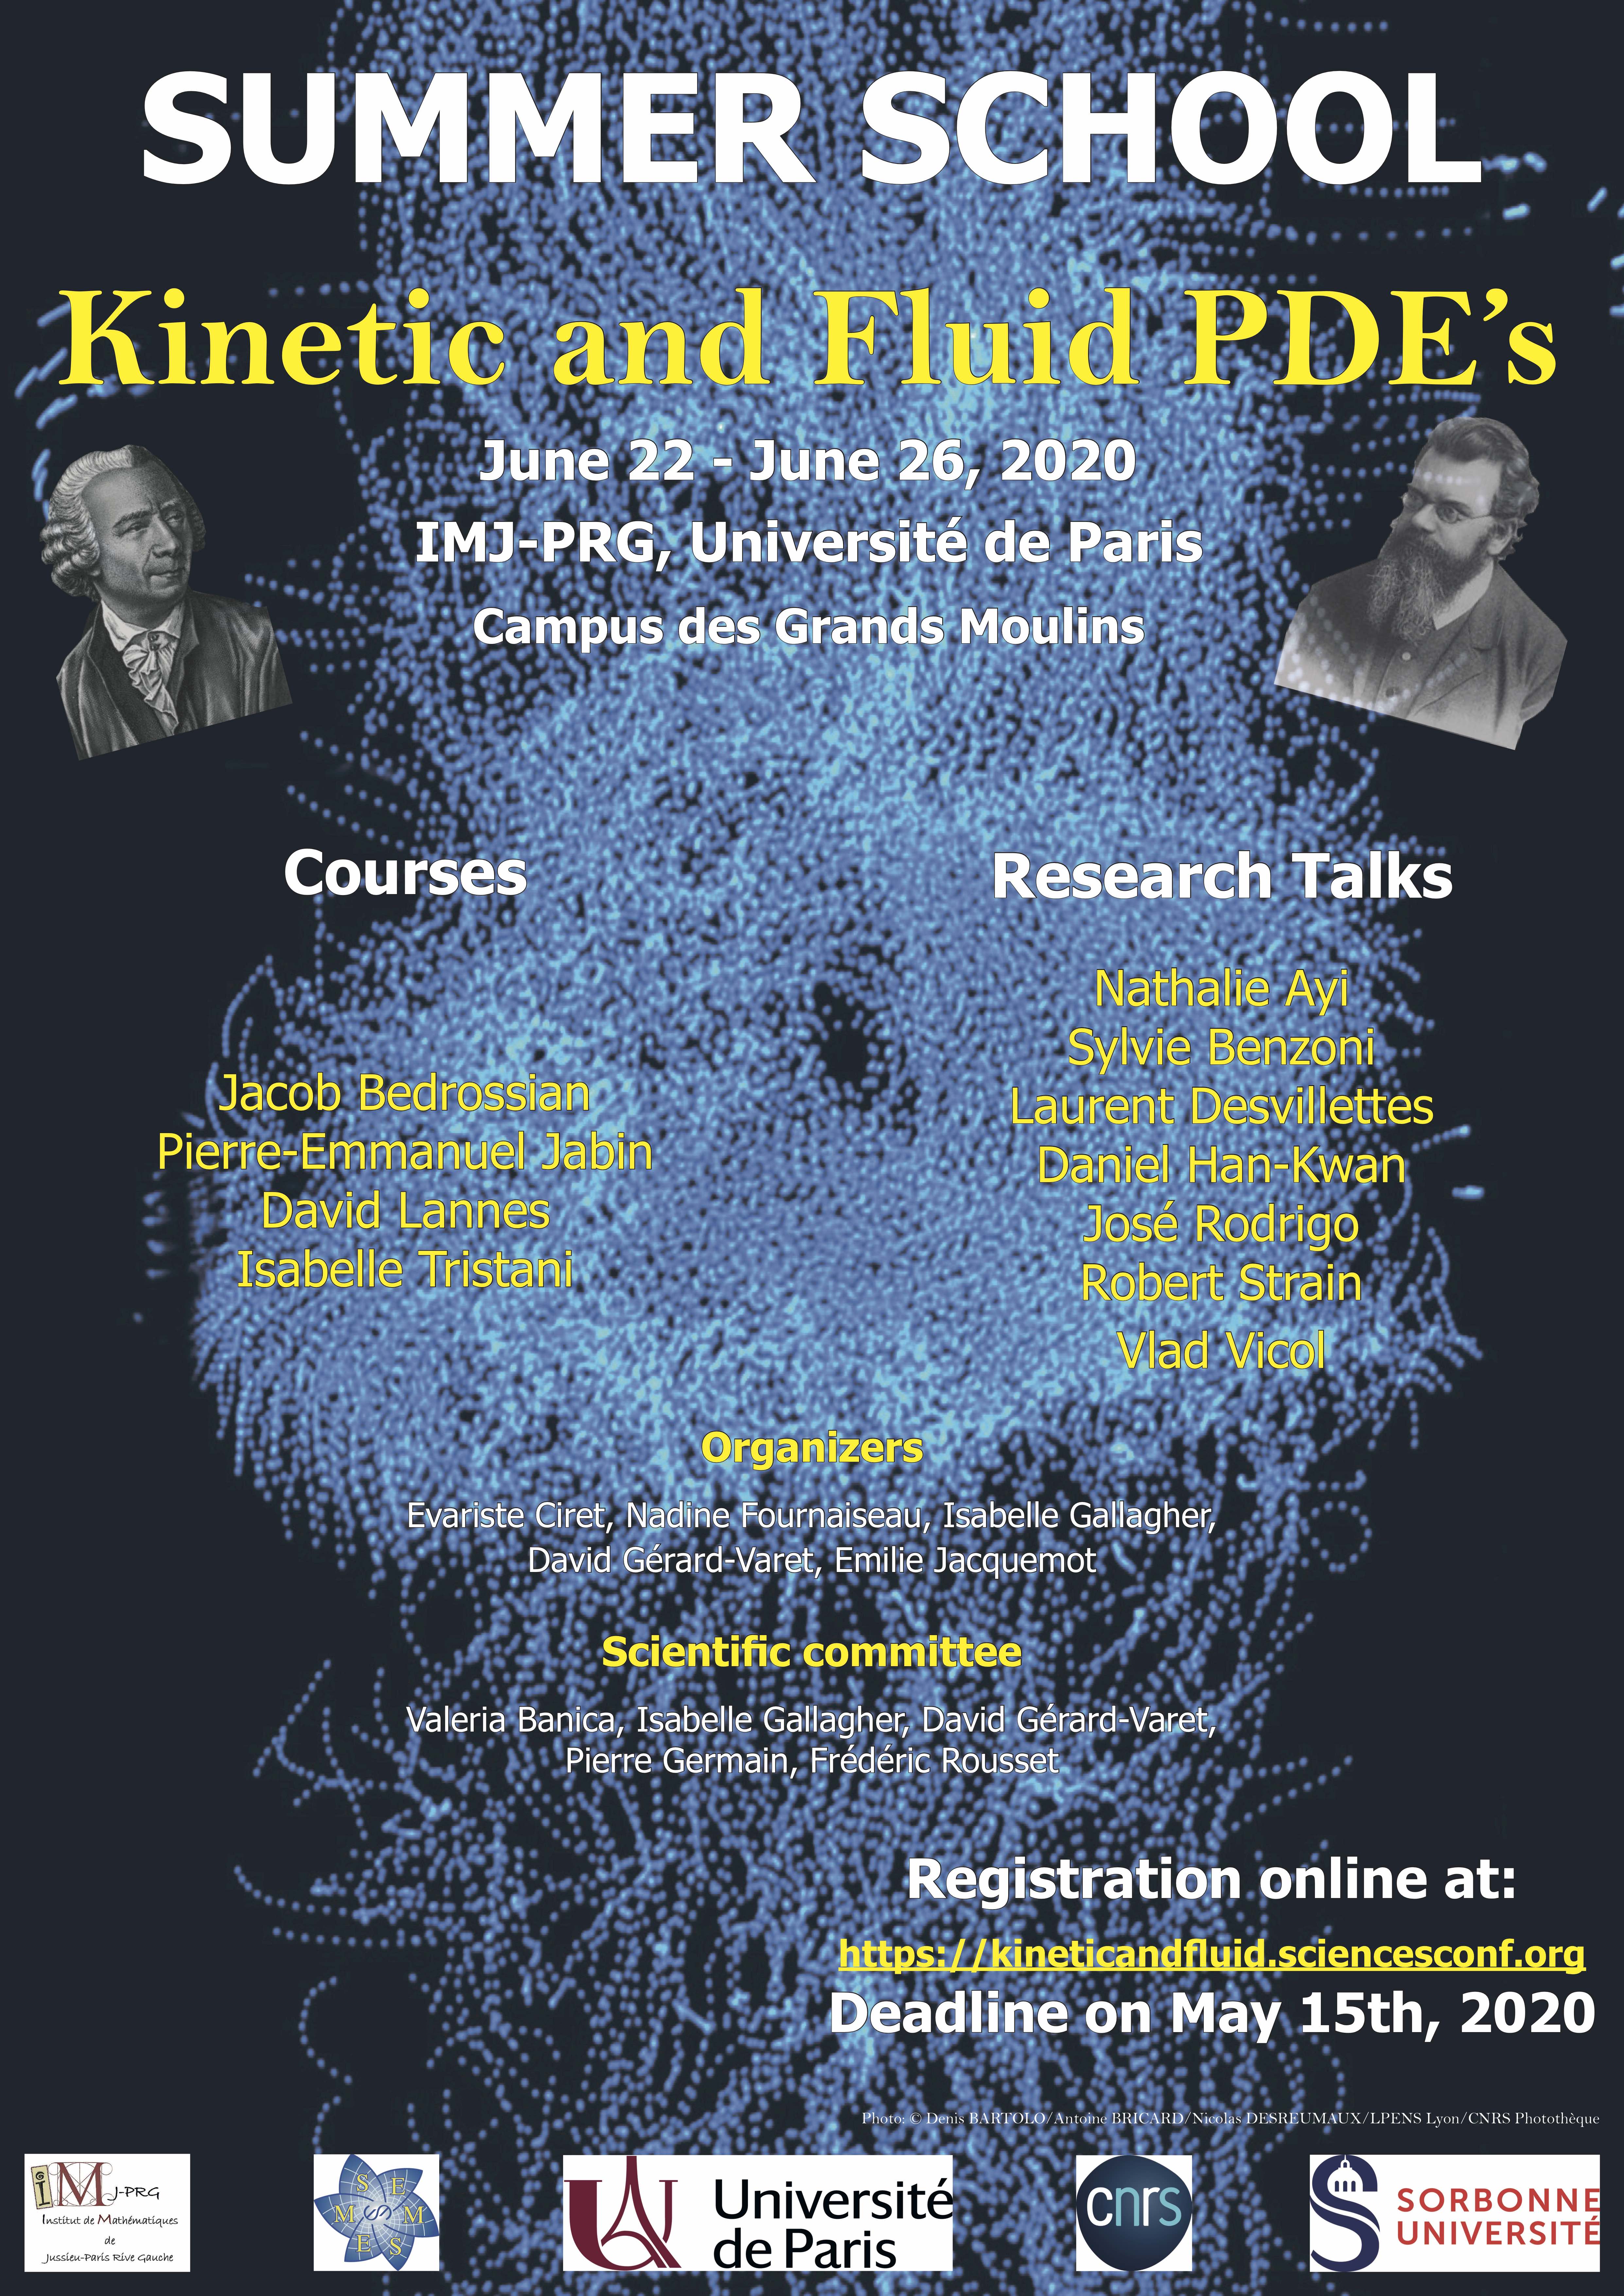 SUMMER SCHOOL
Kinetic and Fluid PDE’s
June 22 - June 26, 2020
IMJ-PRG, Université de Paris
Campus des Grands Moulins
Courses
Jacob Bedrossian
Pierre-Emmanuel Jabin
David Lannes
Isabelle Tristani
Research Talks
Nathalie Ayi
Sylvie Benzoni
Laurent Desvillettes
Daniel Han-Kwan
José Rodrigo
Robert Strain
Vlad Vicol
Organizers
Evariste Ciret, Nadine Fournaiseau, Isabelle Gallagher,
David Gérard-Varet, Emilie Jacquemot
Scientific committee
Valeria Banica, Isabelle Gallagher, David Gérard-Varet,
Pierre Germain, Frédéric Rousset
Registration online at:
https://kineticandfluid.sciencesconf.org
Deadline on May 15th, 2020
Photo: © Denis BARTOLO/Antoine BRICARD/Nicolas DESREUMAUX/LPENS Lyon/CNRS Photothèque
IMJ-PRG
Institut de Mathématiques
de
Jussieu-Paris Rive Gauche
S E
M M
E S
Université
de Paris
cnrs
SORBONNE
UNIVERSITÉ